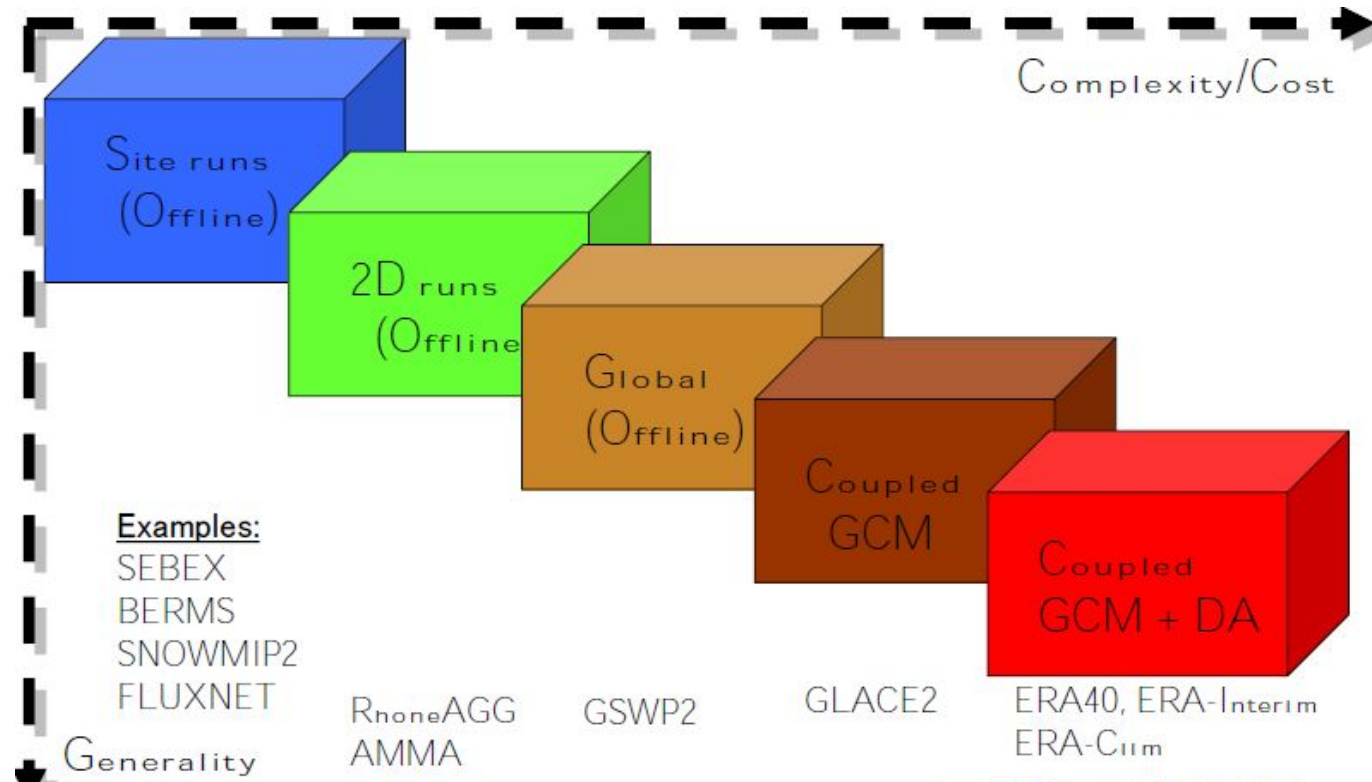 Complexity/Cost
Site runs
(Offline)
2D runs
(Offline
Global
(Offline)
Coupled
GCM
Coupled
GCM + DA
Examples:
SEBEX
BERMS
SNOWMIP2
FLUXNET
RhoneAGG
AMMA
GSWP2
GLACE2
ERA40, ERA-Interim
ERA-Clim
Generality